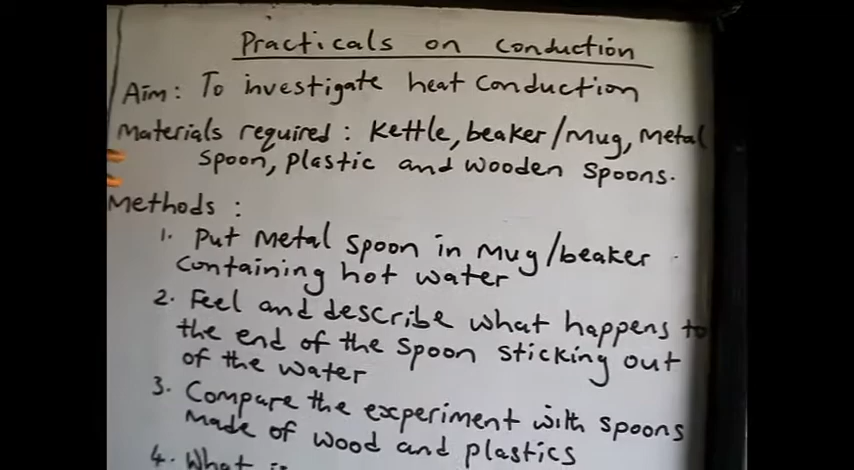 Practicals on conduction
Aim: To investigate heat conduction
Materials required: Kettle, beaker/Mug, Metal
Spoon, plastic and wooden spoons.
Methods:
1. Put Metal spoon in Mug/beaker
containing hot water
2. Feel and describe what happens to
the end of the spoon sticking out
of the water
3. Compare the experiment with spoons
Made of wood and plastics
4. What is